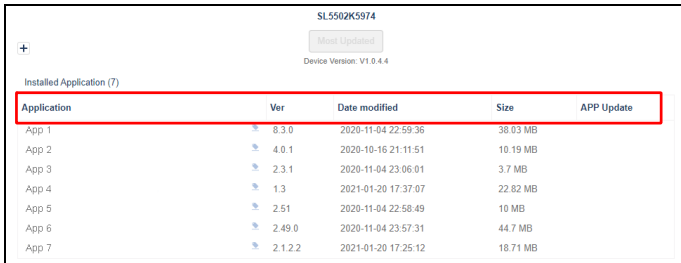 SL5502K5974
Most Updated
Device Version: V1.0.4.4
Installed Application (7)
Application Ver Date modified Size APP Update
App 1 8.3.0 2020-11-04 22:59:36 38.03 MB
App 2 4.0.1 2020-10-16 21:11:51 10.19 MB
App 3 2.3.1 2020-11-04 23:06:01 3.7 MB
App 4 1.3 2021-01-20 17:37:07 22.82 MB
App 5 2.51 2020-11-04 22:58:49 10 MB
App 6 2.49.0 2020-11-04 23:57:31 44.7 MB
App 7 2.1.2.2 2021-01-20 17:25:12 18.71 MB